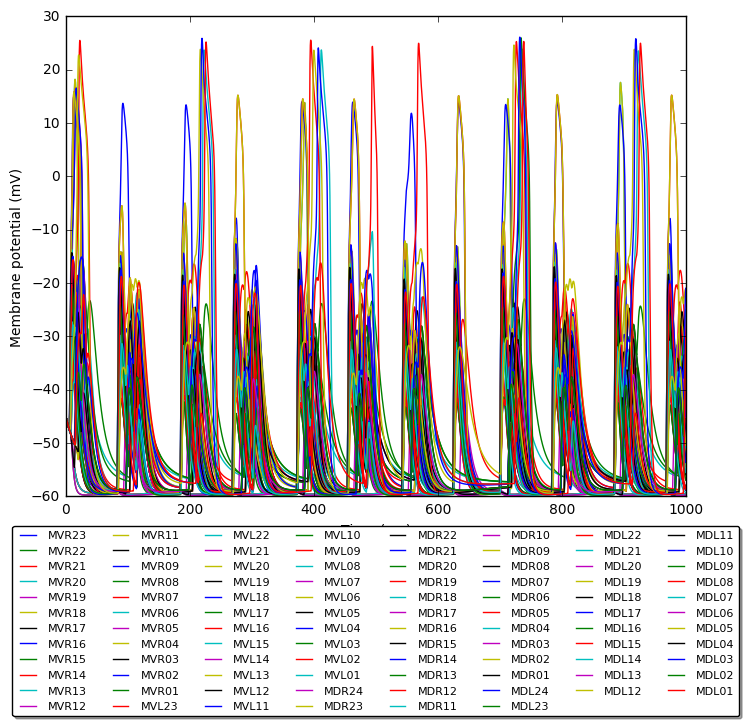 30
20
10
0
−10
−20
−30
−40
−50
−60
Membrane potential (mV)
0 200 400 600 800 1000
MVR23 MVR11 MVL22 MVL10 MDR22 MDR10 MDL22 MDL11
MVR22 MVR10 MVL21 MVL09 MDR21 MDR09 MDL21 MDL10
MVR21 MVR09 MVL20 MVL08 MDR20 MDR08 MDL20 MDL09
MVR20 MVR08 MVL19 MVL07 MDR19 MDR07 MDL19 MDL08
MVR19 MVR07 MVL18 MVL06 MDR18 MDR06 MDL18 MDL07
MVR18 MVR06 MVL17 MVL05 MDR17 MDR05 MDL17 MDL06
MVR17 MVR05 MVL16 MVL04 MDR16 MDR04 MDL16 MDL05
MVR16 MVR04 MVL15 MVL03 MDR15 MDR03 MDL15 MDL04
MVR15 MVR03 MVL14 MVL02 MDR14 MDR02 MDL14 MDL03
MVR14 MVR02 MVL13 MVL01 MDR13 MDR01 MDL13 MDL02
MVR13 MVR01 MVL12 MDR24 MDR12 MDL24 MDL12 MDL01
MVR12 MVL23 MVL11 MDR23 MDR11 MDL23